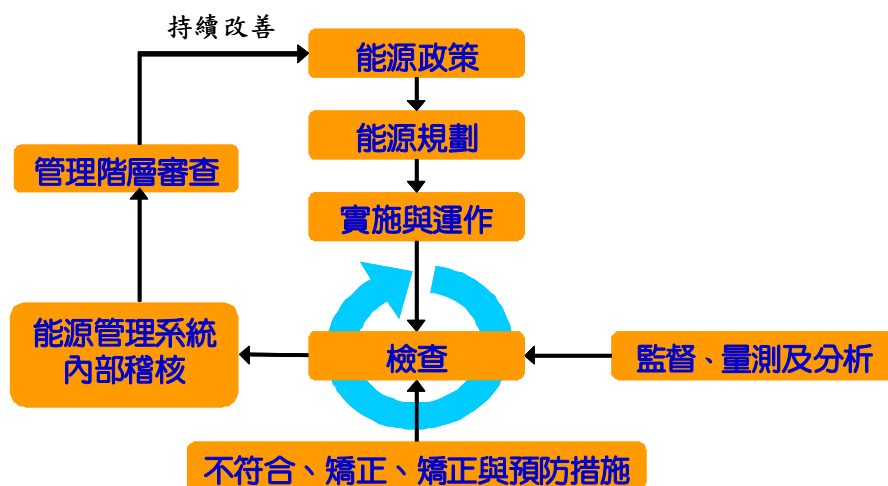 持續改善
能源政策
能源規劃
管理階層審查
實施與運作
能源管理系統
內部稽核
檢查
監督、量測及分析
不符合、矯正、矯正與預防措施